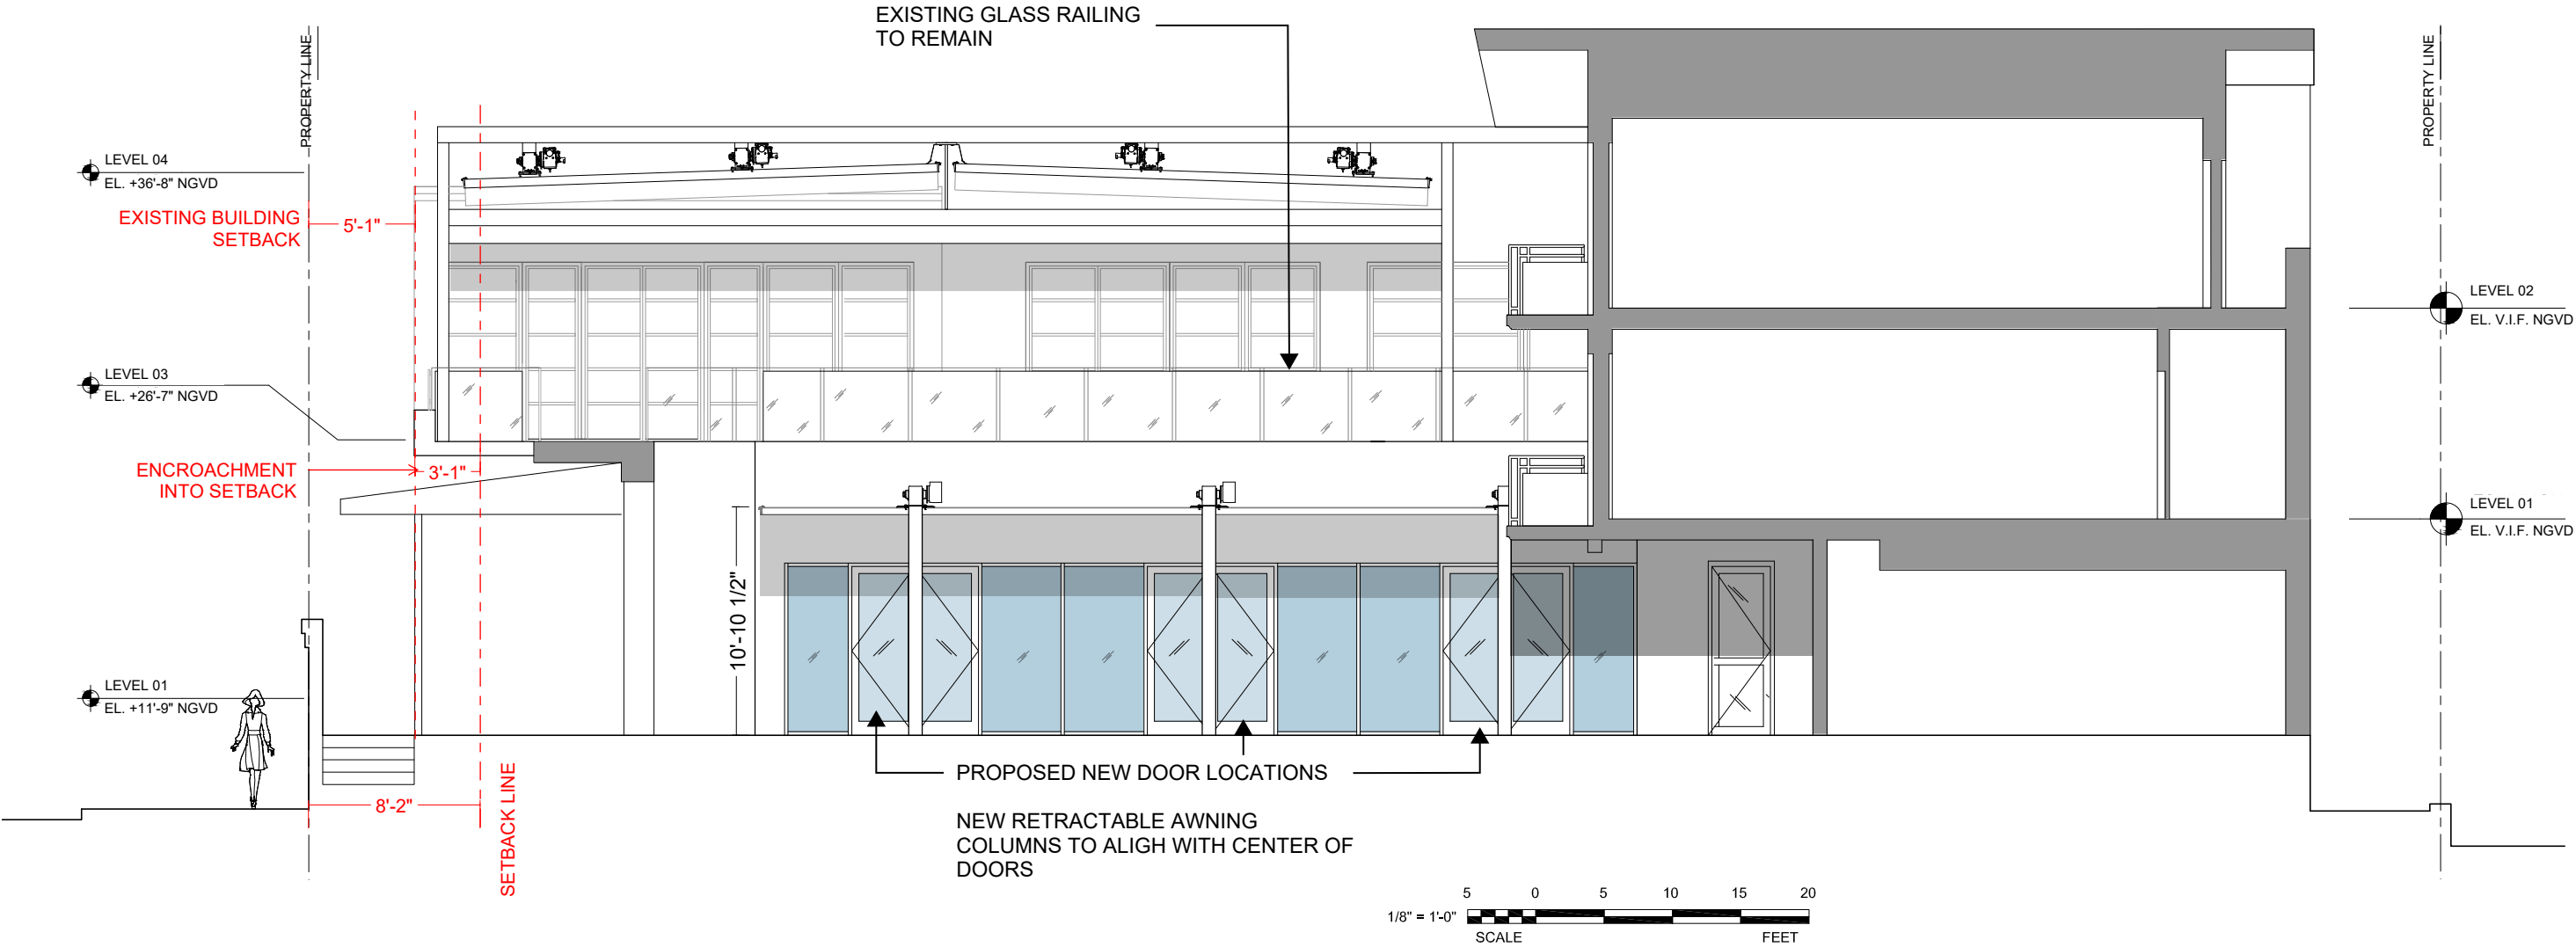 EXISTING GLASS RAILING
TO REMAIN
PROPERTY LINE
PROPERTY LINE
LEVEL 04
EL. +36'-8" NGVD
EXISTING BUILDING
SETBACK
5'-1"
LEVEL 02
EL. V.I.F. NGVD
LEVEL 03
EL. +26'-7" NGVD
ENCROACHMENT
INTO SETBACK
3'-1"
LEVEL 01
EL. V.I.F. NGVD
10'-10 1/2"
LEVEL 01
EL. +11'-9" NGVD
PROPOSED NEW DOOR LOCATIONS
8'-2"
SETBACK LINE
NEW RETRACTABLE AWNING
COLUMNS TO ALIGH WITH CENTER OF
DOORS
5 0 5 10 15 20
1/8" = 1'-0"
SCALE FEET